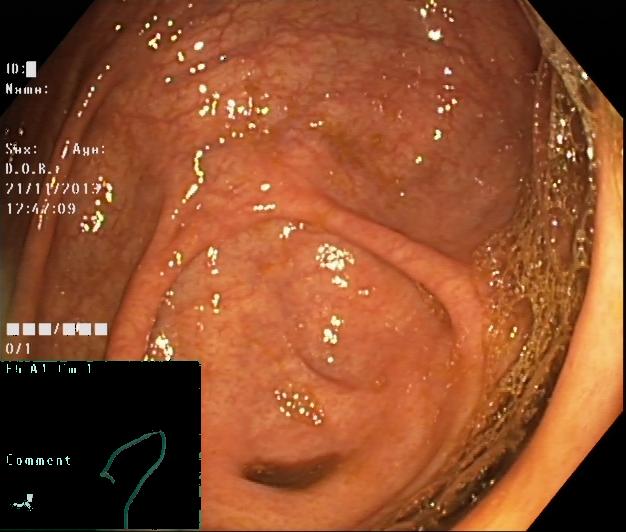 ID:
Name:
Sex: Age:
D.O.B.:
21/11/2013
12:47:09
0/1
Comment